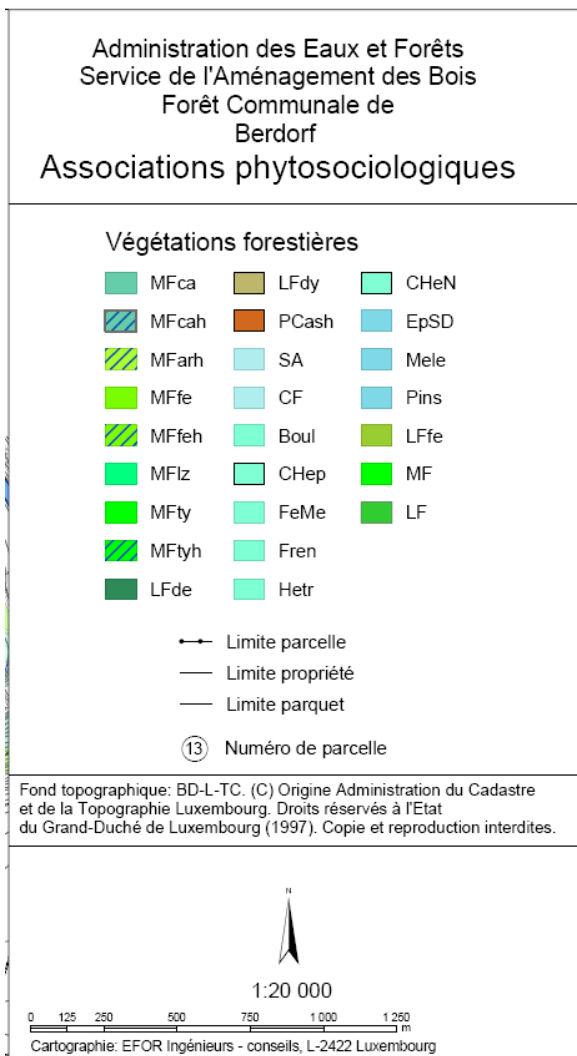 Administration des Eaux et Forêts
Service de l'Aménagement des Bois
Forêt Communale de
Berdorf
Associations phytosociologiques
Végétations forestières
MFca LFdy CHeN
MFcah PCash EpSD
MFarh SA Mele
MFfe CF Pins
MFfeh Boul LFfe
MFlz CHep MF
MFty FeMe LF
MFtyh Fren
LFde Hetr
Limite parcelle
Limite propriété
Limite parquet
13 Numéro de parcelle
Fond topographique: BD-L-TC. (C) Origine Administration du Cadastre
et de la Topographie Luxembourg. Droits réservés à l'Etat
du Grand-Duché de Luxembourg (1997). Copie et reproduction interdites.
N
1:20 000
0 125 250 500 750 1 000 1 250
m
Cartographie: EFOR Ingénieurs - conseils, L-2422 Luxembourg